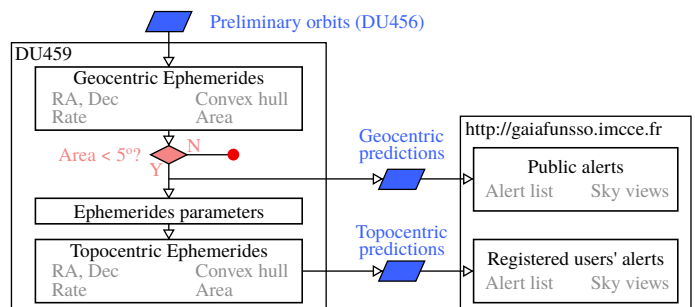 Preliminary orbits (DU456)
DU459
Geocentric Ephemerides
RA, Dec Convex hull
Rate Area
Area < 5º?
N
Y
Geocentric
predictions
http://gaiafunsso.imcce.fr
Public alerts
Alert list Sky views
Ephemerides parameters
Topocentric Ephemerides
RA, Dec Convex hull
Rate Area
Topocentric
predictions
Registered users' alerts
Alert list Sky views